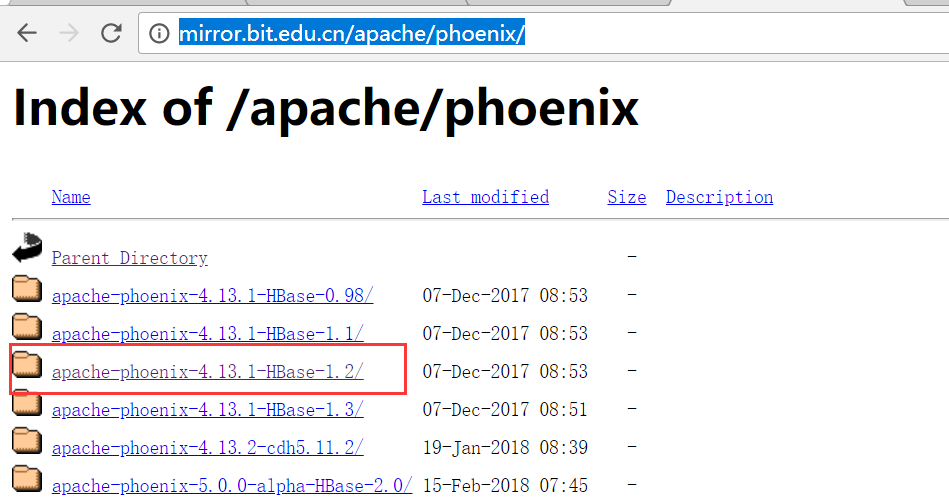 mirror.bit.edu.cn/apache/phoenix/
Index of /apache/phoenix
Name Last modified Size Description
Parent Directory -
apache-phoenix-4.13.1-HBase-0.98/ 07-Dec-2017 08:53 -
apache-phoenix-4.13.1-HBase-1.1/ 07-Dec-2017 08:53 -
apache-phoenix-4.13.1-HBase-1.2/ 07-Dec-2017 08:53 -
apache-phoenix-4.13.1-HBase-1.3/ 07-Dec-2017 08:51 -
apache-phoenix-4.13.2-cdh5.11.2/ 19-Jan-2018 08:39 -
apache-phoenix-5.0.0-alpha-HBase-2.0/ 15-Feb-2018 07:45 -